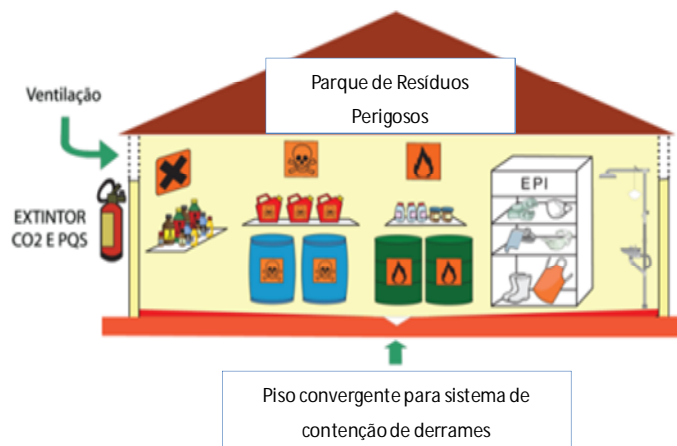 Parque de Resíduos
Perigosos
Ventilação
EXTINTOR
CO2 E PQS
EPI
Piso convergente para sistema de
contenção de derrames